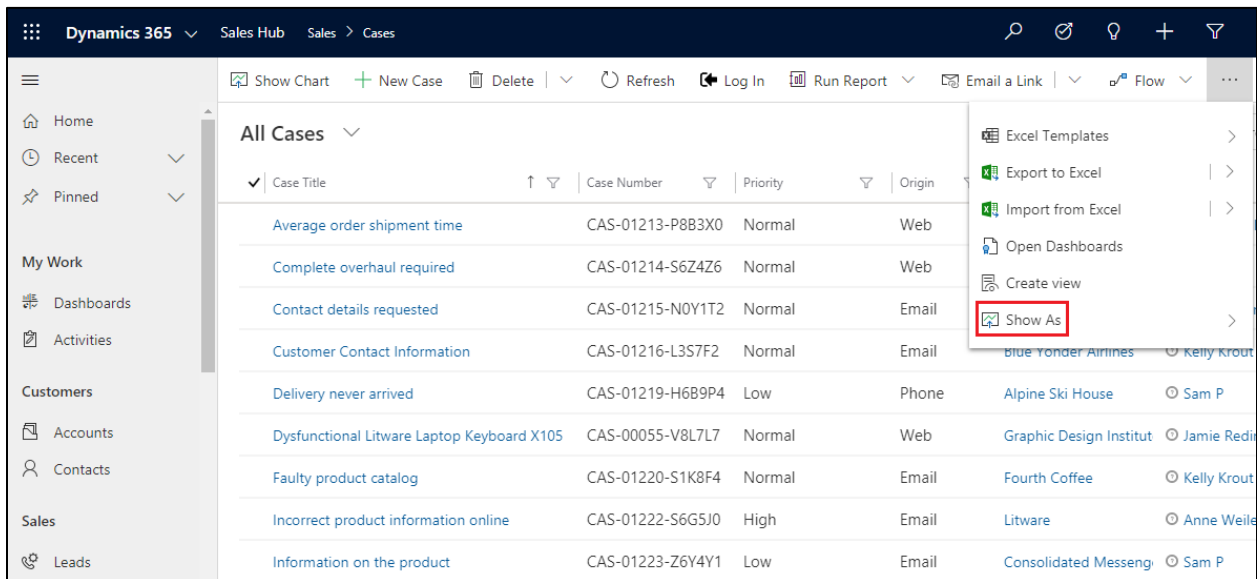 Dynamics 365 Sales Hub Sales > Cases
Show Chart New Case Delete Refresh Log In Run Report Email a Link Flow ...
Home
Recent
Pinned
My Work
Dashboards
Activities
Customers
Accounts
Contacts
Sales
Leads
All Cases
Case Title Case Number Priority Origin
Average order shipment time CAS-01213-P8B3X0 Normal Web
Complete overhaul required CAS-01214-S6Z4Z6 Normal Web
Contact details requested CAS-01215-N0Y1T2 Normal Email
Customer Contact Information CAS-01216-L3S7F2 Normal Email Blue Yonder Airlines Kelly Krout
Delivery never arrived CAS-01219-H6B9P4 Low Phone Alpine Ski House Sam P
Dysfunctional Litware Laptop Keyboard X105 CAS-00055-V8L7L7 Normal Web Graphic Design Institut Jamie Redin
Faulty product catalog CAS-01220-S1K8F4 Normal Email Fourth Coffee Kelly Krout
Incorrect product information online CAS-01222-S6G5J0 High Email Litware Anne Weile
Information on the product CAS-01223-Z6Y4Y1 Low Email Consolidated Messeng Sam P
Excel Templates
Export to Excel
Import from Excel
Open Dashboards
Create view
Show As